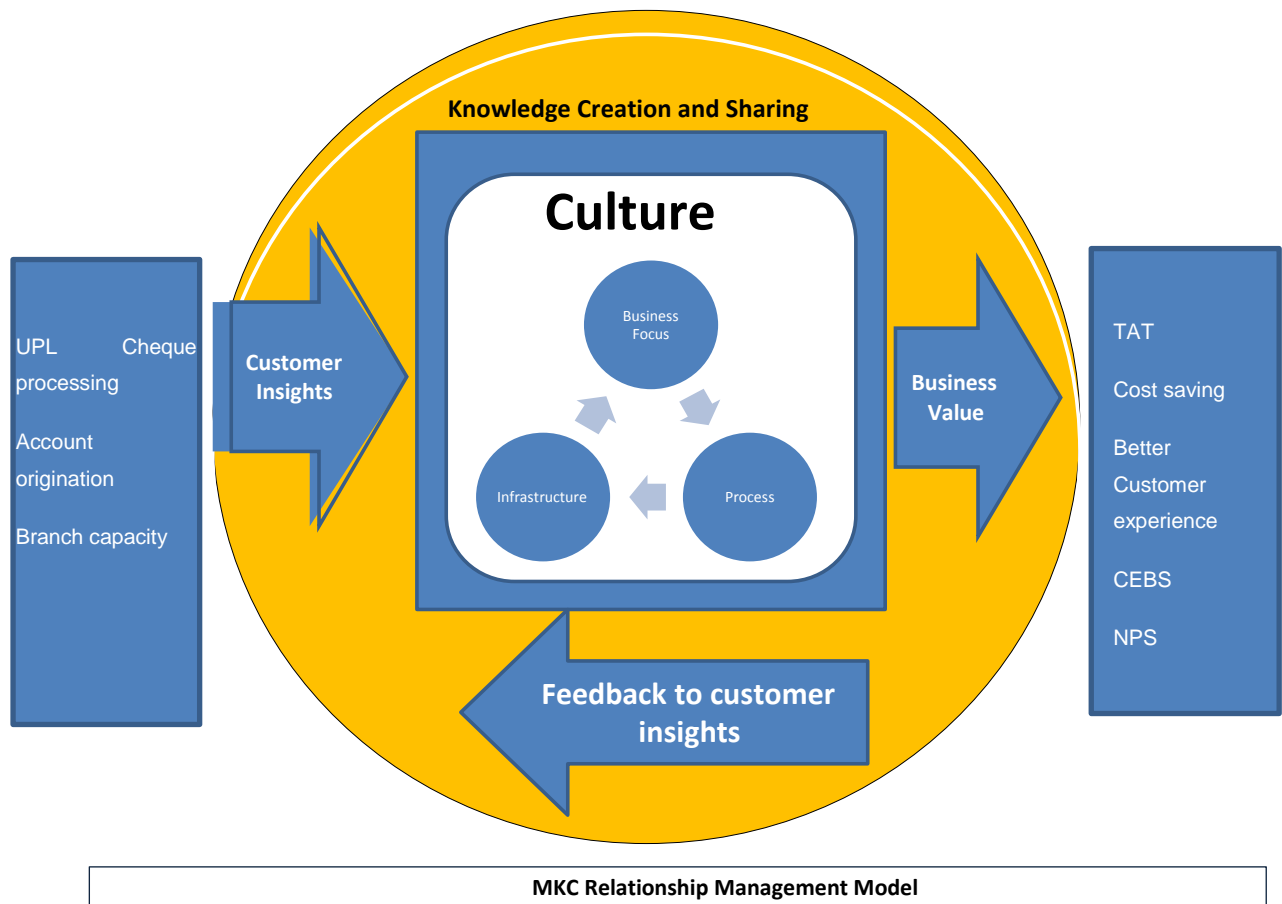 Knowledge Creation and Sharing
Culture
Business
Focus
Infrastructure
Process
UPL Cheque
processing
Account
origination
Branch capacity
Customer
Insights
Business
Value
TAT
Cost saving
Better
Customer
experience
CEBS
NPS
Feedback to customer
insights
MKC Relationship Management Model